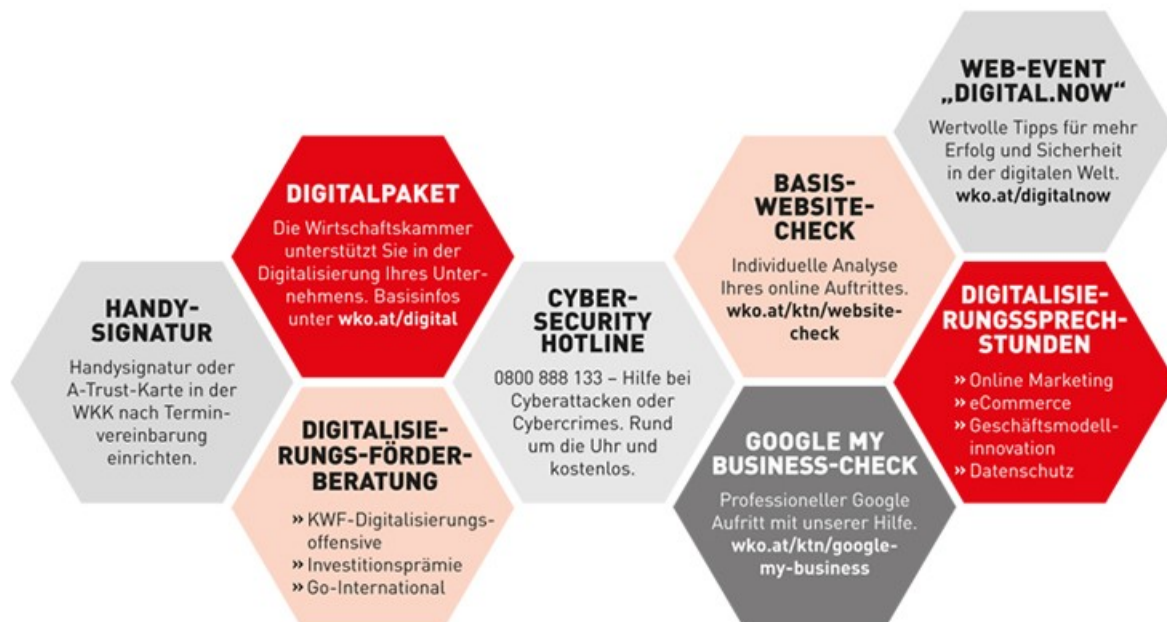 HANDY-
SIGNATUR
Handysignatur oder
A-Trust-Karte in der
WKK nach Termin-
vereinbarung
einrichten.
DIGITALPAKET
Die Wirtschaftskammer
unterstützt Sie in der
Digitalisierung Ihres Unter-
nehmens. Basisinfos
unter wko.at/digital
DIGITALISIE-
RUNGS-FÖRDER-
BERATUNG
» KWF-Digitalisierungs-
offensive
» Investitionsprämie
» Go-International
CYBER-
SECURITY
HOTLINE
0800 888 133 – Hilfe bei
Cyberattacken oder
Cybercrimes. Rund
um die Uhr und
kostenlos.
BASIS-
WEBSITE-
CHECK
Individuelle Analyse
Ihres online Auftrittes.
wko.at/ktn/website-
check
GOOGLE MY
BUSINESS-CHECK
Professioneller Google
Aufritt mit unserer Hilfe.
wko.at/ktn/google-
my-business
WEB-EVENT
„DIGITAL.NOW“
Wertvolle Tipps für mehr
Erfolg und Sicherheit
in der digitalen Welt.
wko.at/digitalnow
DIGITALISIE-
RUNGSSPRECH-
STUNDEN
» Online Marketing
» eCommerce
» Geschäftsmodell-
innovation
» Datenschutz